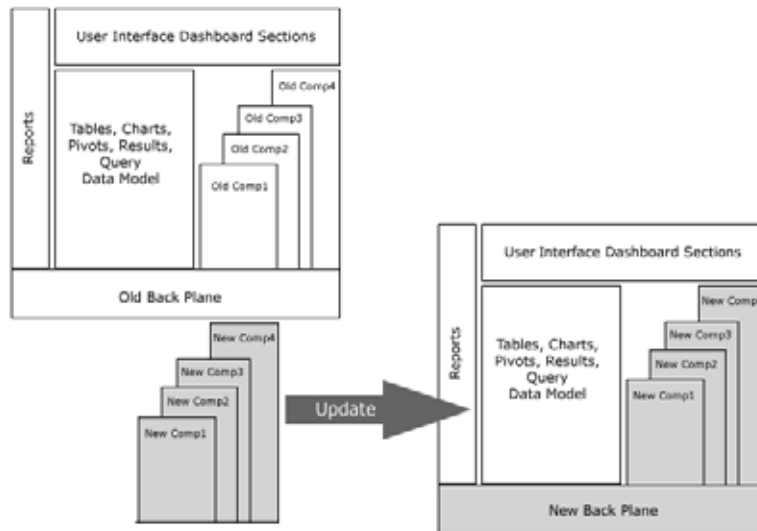 User Interface Dashboard Sections
Reports
Tables, Charts,
Pivots, Results,
Query
Data Model
Old Comp4
Old Comp3
Old Comp2
Old Comp1
Old Back Plane
New Comp4
New Comp3
New Comp2
New Comp1
Update
User Interface Dashboard Sections
Reports
Tables, Charts,
Pivots, Results,
Query
Data Model
New Comp
New Comp3
New Comp2
New Comp1
New Back Plane